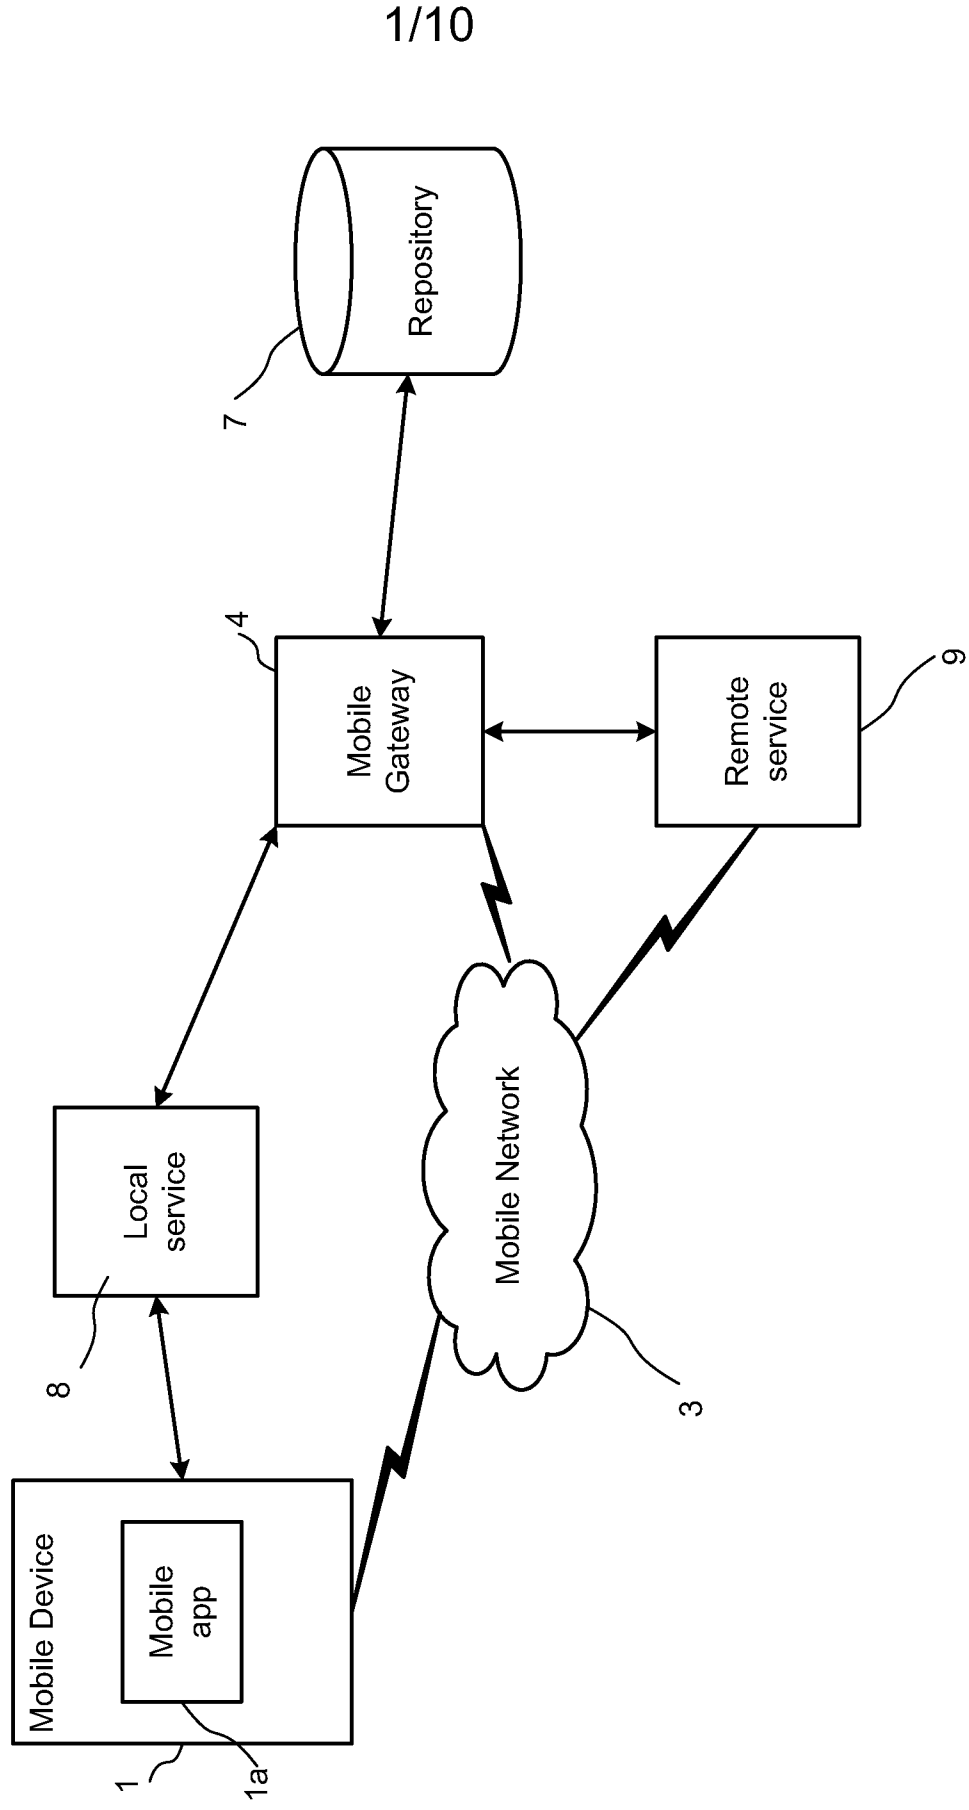 1/10
Mobile Device
Mobile
app
1
1a
Local
service
8
Mobile Network
3
Mobile
Gateway
4
Remote
service
9
Repository
7